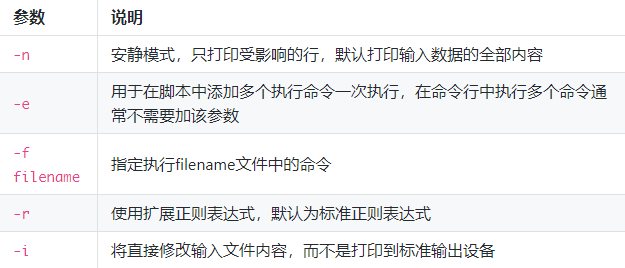 参数 说明
-n 安静模式，只打印受影响的行，默认打印输入数据的全部内容
-e 用于在脚本中添加多个执行命令一次执行，在命令行中执行多个命令通
常不需要加该参数
-f
filename 指定执行filename文件中的命令
-r 使用扩展正则表达式，默认为标准正则表达式
-i 将直接修改输入文件内容，而不是打印到标准输出设备